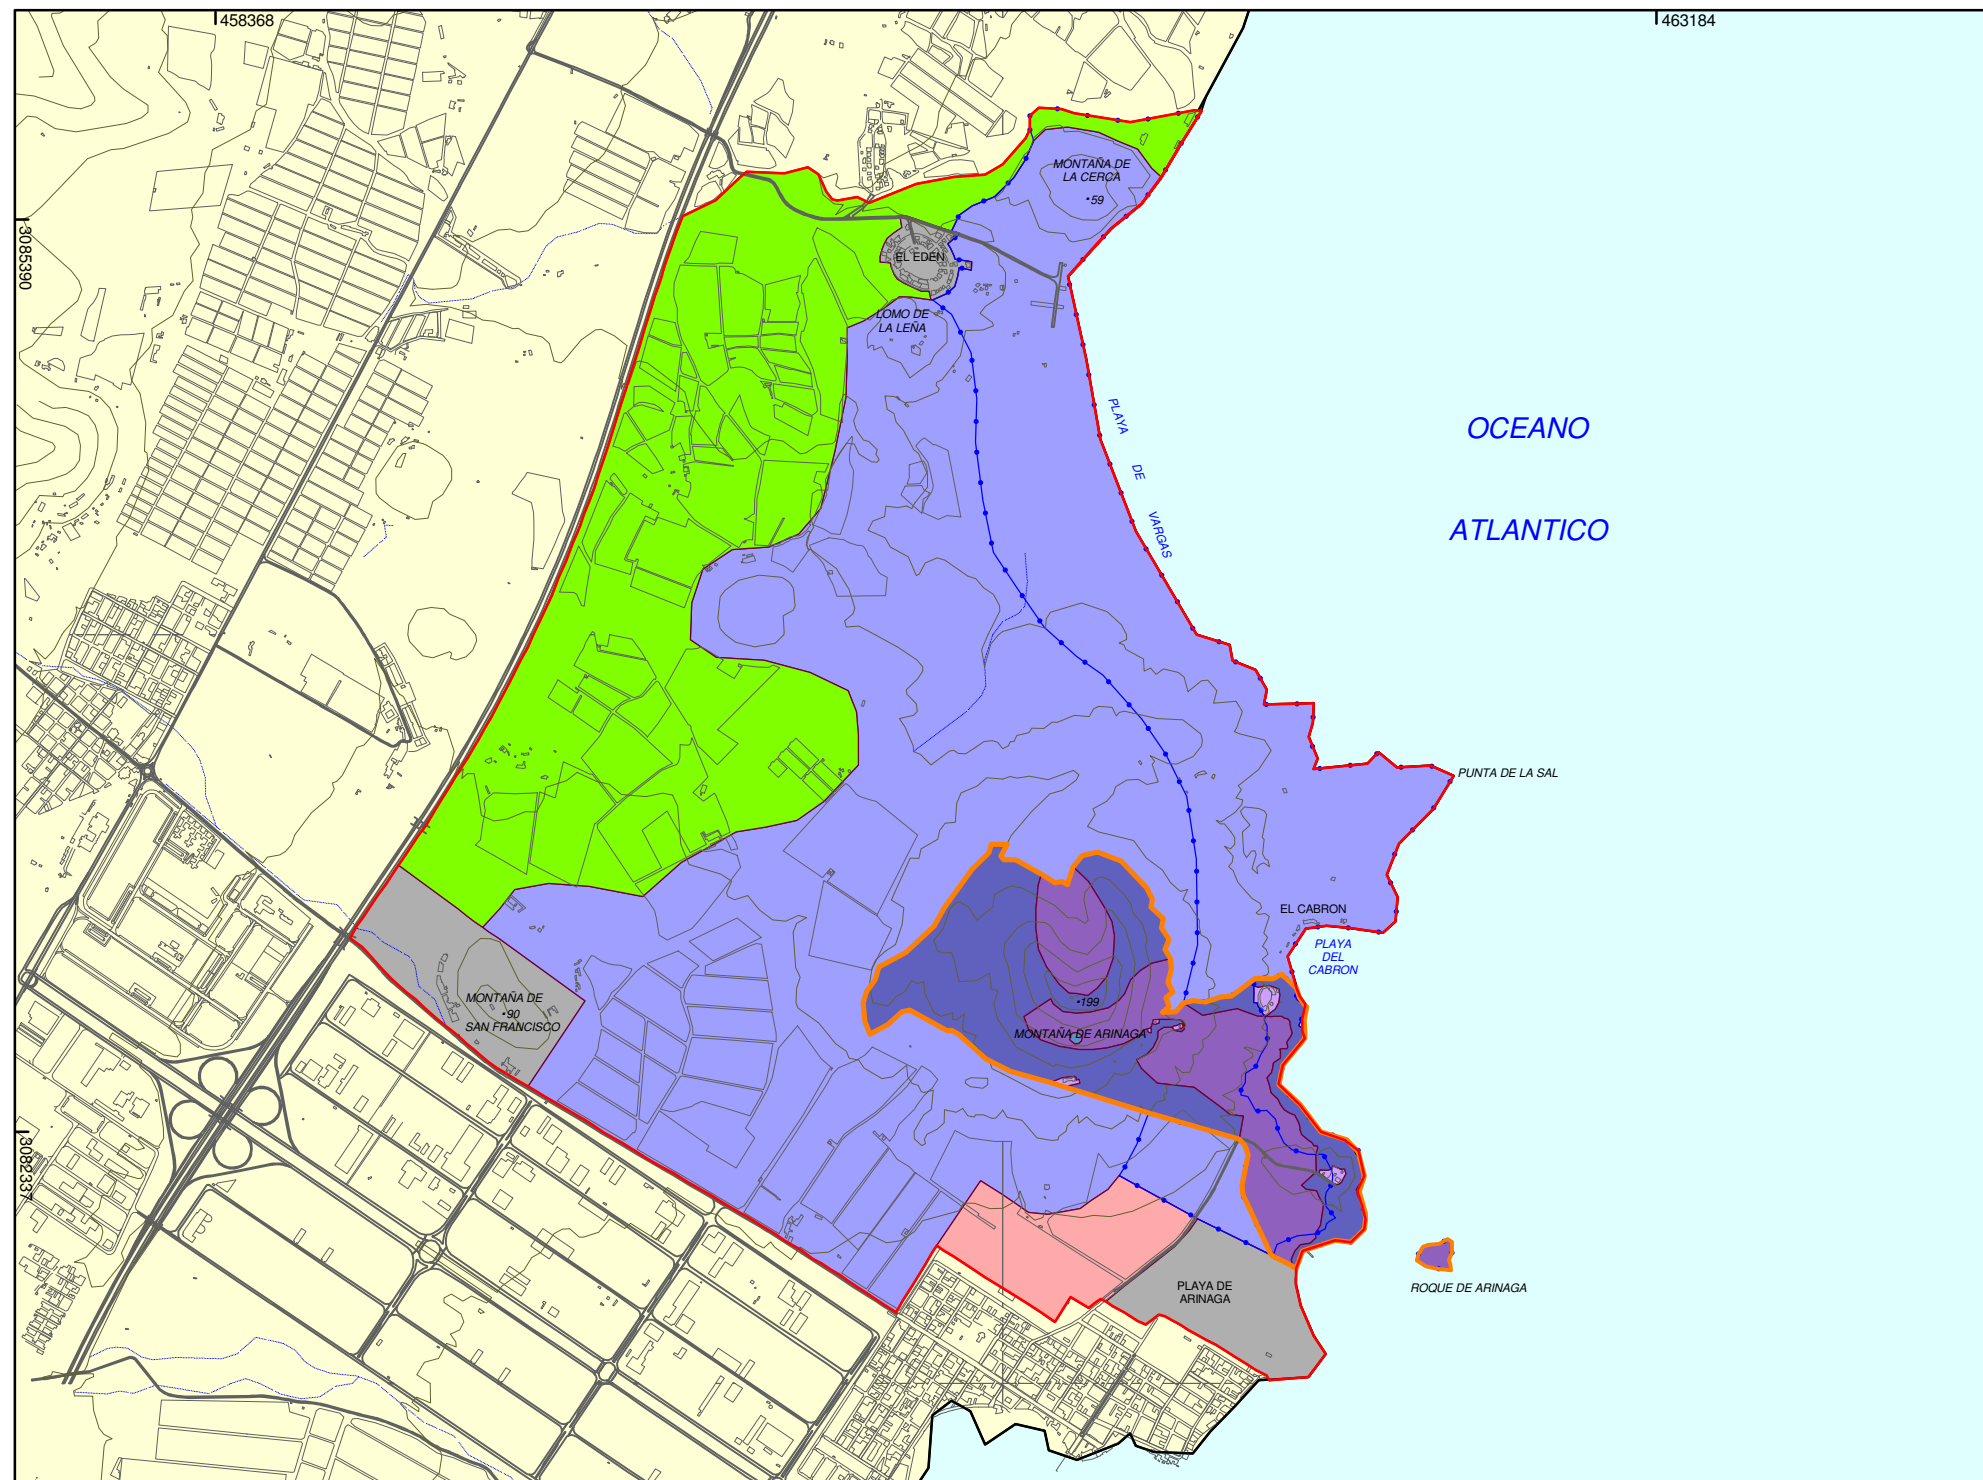 458368
463184
3085390
MONTAÑA DE
LA CERCA
•59
EL EDEN
LOMO DE
LA LEÑA
PLAYA
DE
VARGAS
OCEANO
ATLANTICO
PUNTA DE LA SAL
EL CABRON
PLAYA
DEL
CABRON
MONTAÑA DE
•90
SAN FRANCISCO
•199
MONTAÑA DE ARINAGA
3082337
PLAYA DE
ARINAGA
ROQUE DE ARINAGA